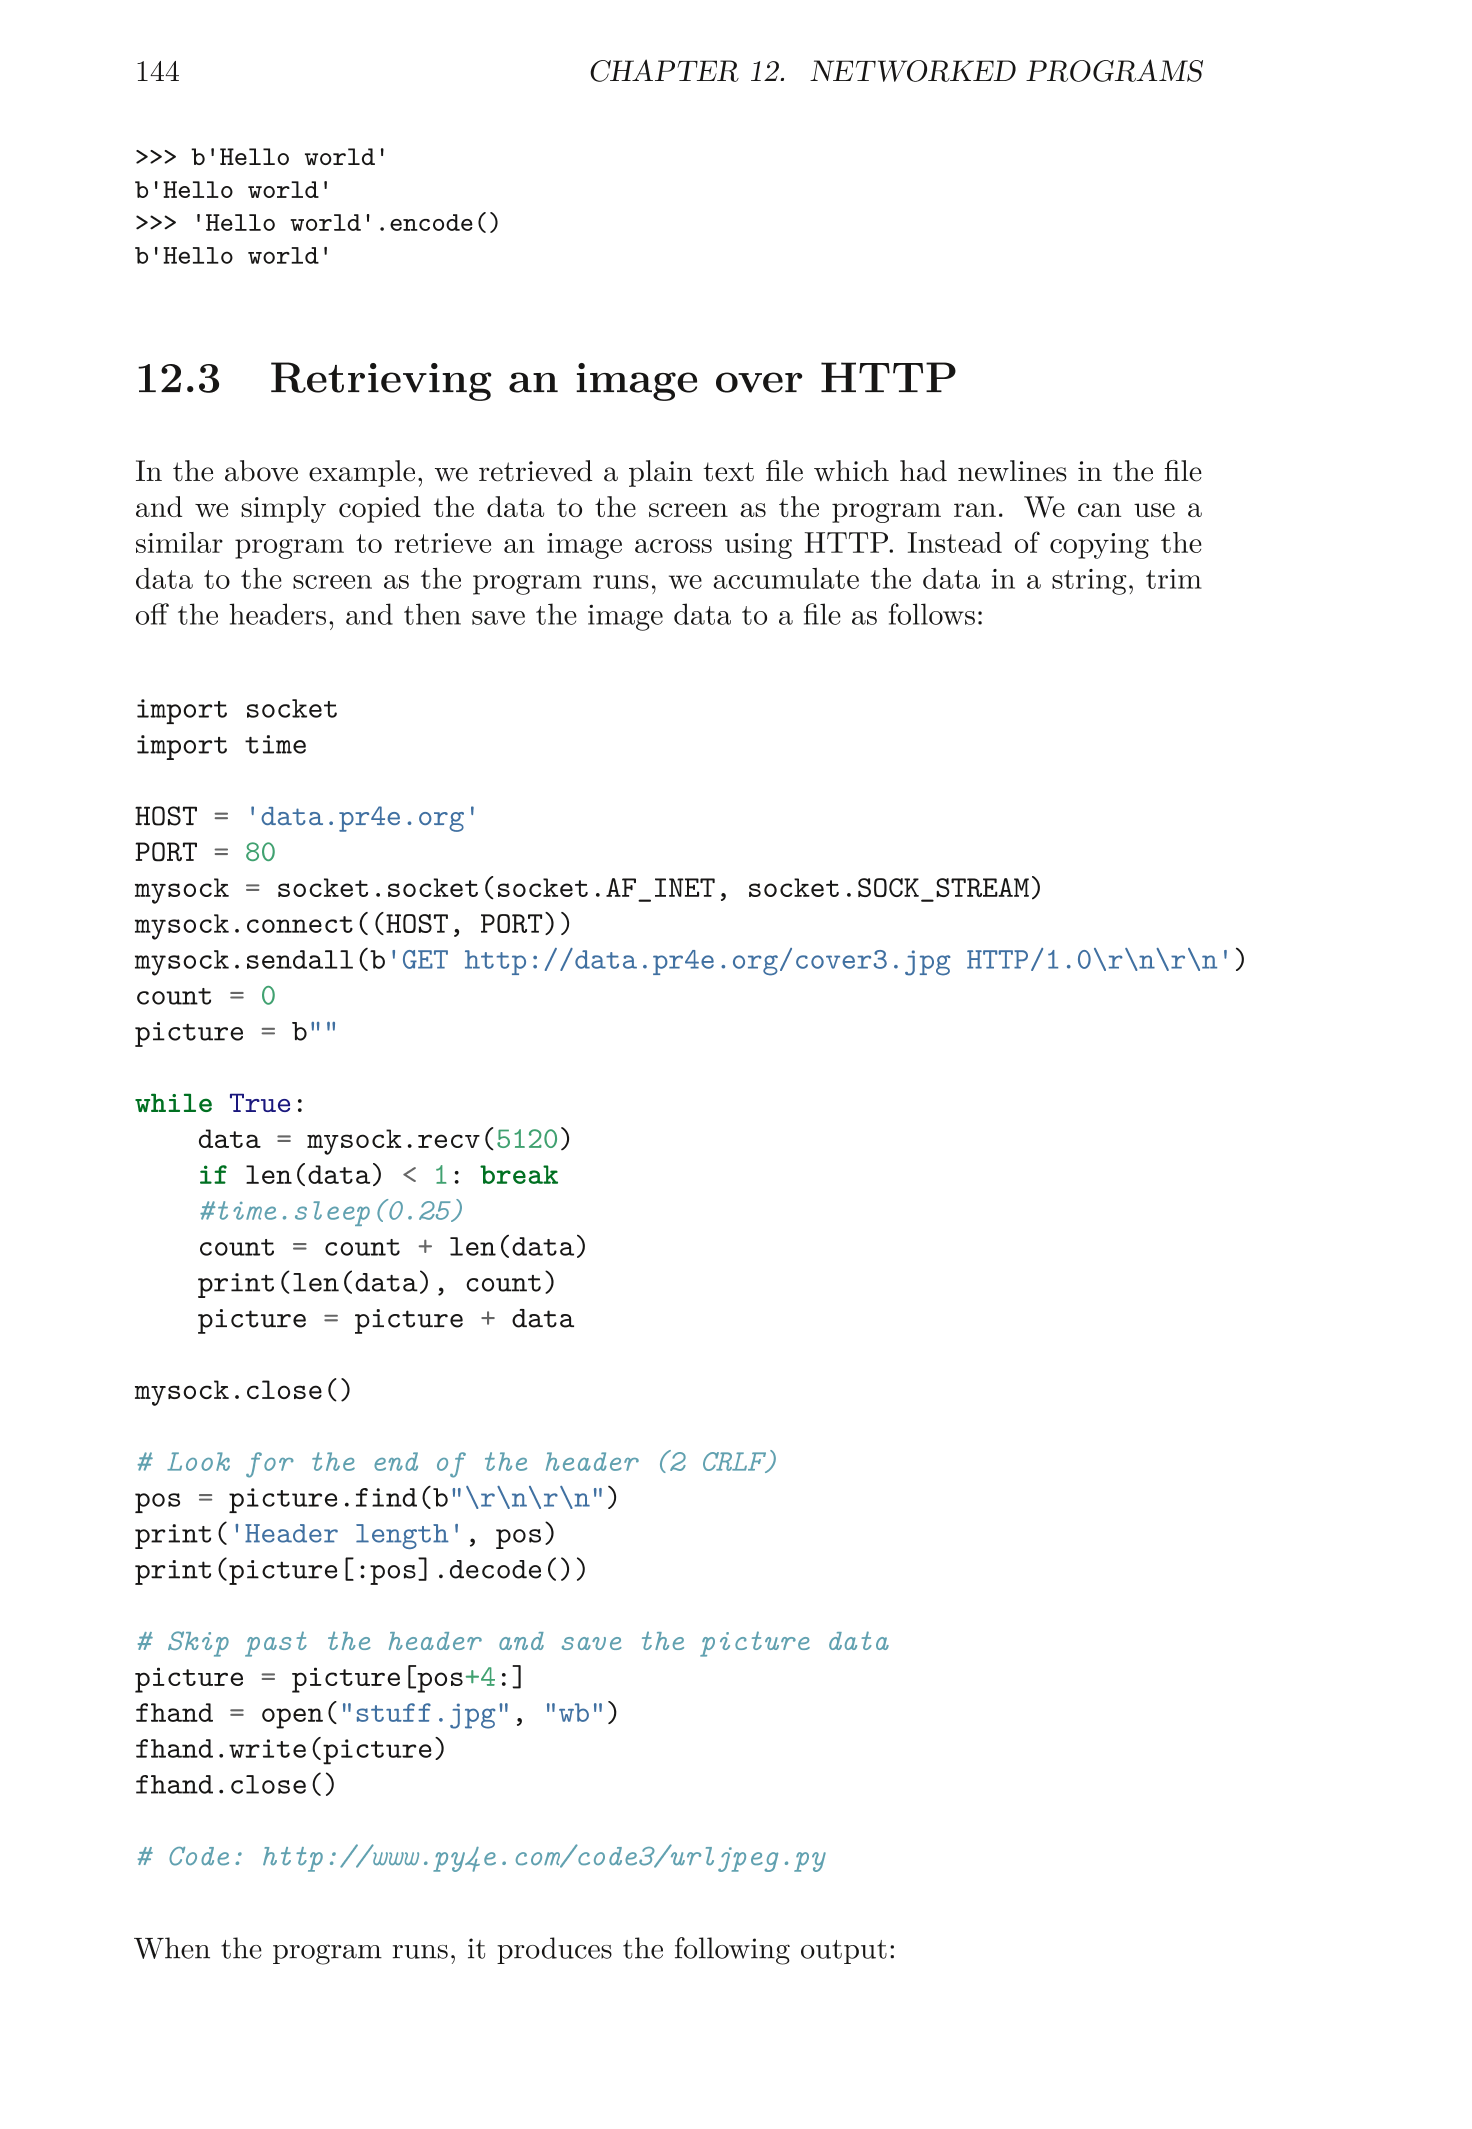 144 CHAPTER 12. NETWORKED PROGRAMS
>>> b'Hello world'
b'Hello world'
>>> 'Hello world'.encode()
b'Hello world'
12.3 Retrieving an image over HTTP
In the above example, we retrieved a plain text file which had newlines in the file
and we simply copied the data to the screen as the program ran. We can use a
similar program to retrieve an image across using HTTP. Instead of copying the
data to the screen as the program runs, we accumulate the data in a string, trim
off the headers, and then save the image data to a file as follows:
import socket
import time
HOST = 'data.pr4e.org'
PORT = 80
mysock = socket.socket(socket.AF_INET, socket.SOCK_STREAM)
mysock.connect((HOST, PORT))
mysock.sendall(b'GET http://data.pr4e.org/cover3.jpg HTTP/1.0\r\n\r\n')
count = 0
picture = b""
while True:
    data = mysock.recv(5120)
    if len(data) < 1: break
    #time.sleep(0.25)
    count = count + len(data)
    print(len(data), count)
    picture = picture + data
mysock.close()
# Look for the end of the header (2 CRLF)
pos = picture.find(b"\r\n\r\n")
print('Header length', pos)
print(picture[:pos].decode())
# Skip past the header and save the picture data
picture = picture[pos+4:]
fhand = open("stuff.jpg", "wb")
fhand.write(picture)
fhand.close()
# Code: http://www.py4e.com/code3/urljpeg.py
When the program runs, it produces the following output: